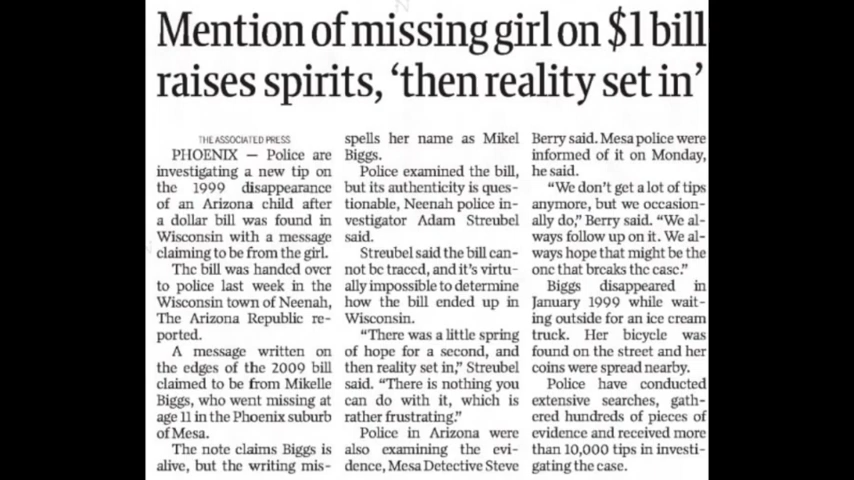 Mention of missing girl on $1 bill
raises spirits, ‘then reality set in’
THE ASSOCIATED PRESS
PHOENIX — Police are
investigating a new tip on
the 1999 disappearance
of an Arizona child after
a dollar bill was found in
Wisconsin with a message
claiming to be from the girl.
The bill was handed over
to police last week in the
Wisconsin town of Neenah,
The Arizona Republic re-
ported.
A message written on
the edges of the 2009 bill
claimed to be from Mikelle
Biggs, who went missing at
age 11 in the Phoenix suburb
of Mesa.
The note claims Biggs is
alive, but the writing mis-
spells her name as Mikel
Biggs.
Police examined the bill,
but its authenticity is ques-
tionable, Neenah police in-
vestigator Adam Streubel
said.
Streubel said the bill can-
not be traced, and it’s virtu-
ally impossible to determine
how the bill ended up in
Wisconsin.
“There was a little spring
of hope for a second, and
then reality set in,” Streubel
said. “There is nothing you
can do with it, which is
rather frustrating.”
Police in Arizona were
also examining the evi-
dence, Mesa Detective Steve
Berry said. Mesa police were
informed of it on Monday,
he said.
“We don’t get a lot of tips
anymore, but we occasion-
ally do,” Berry said. “We al-
ways follow up on it. We al-
ways hope that might be the
one that breaks the case.”
Biggs disappeared in
January 1999 while wait-
ing outside for an ice cream
truck. Her bicycle was
found on the street and her
coins were spread nearby.
Police have conducted
extensive searches, gath-
ered hundreds of pieces of
evidence and received more
than 10,000 tips in investi-
gating the case.